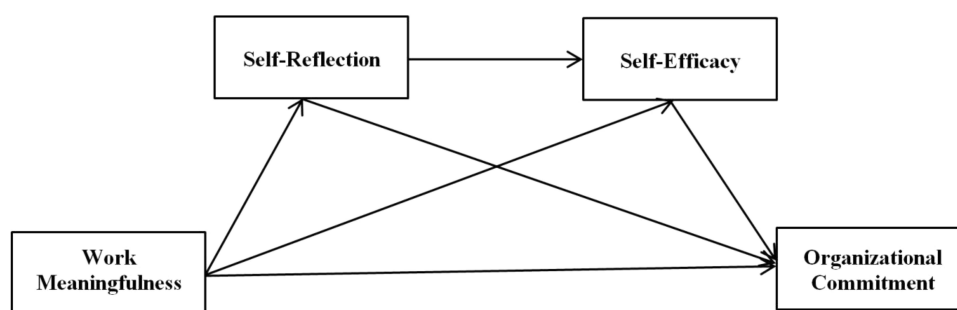 Self-Reflection
Self-Efficacy
Work
Meaningfulness
Organizational
Commitment